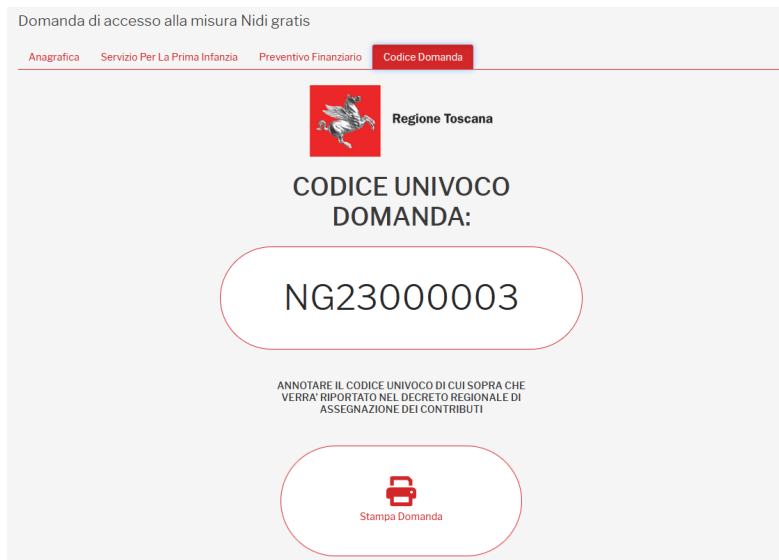 Domanda di accesso alla misura Nidi gratis
Anagrafica Servizio Per La Prima Infanzia Preventivo Finanziario Codice Domanda
Regione Toscana
CODICE UNIVOCO
DOMANDA:
NG23000003
ANNOTARE IL CODICE UNIVOCO DI CUI SOPRA CHE
VERRA' RIPORTATO NEL DECRETO REGIONALE DI
ASSEGNAZIONE DEI CONTRIBUTI
Stampa Domanda